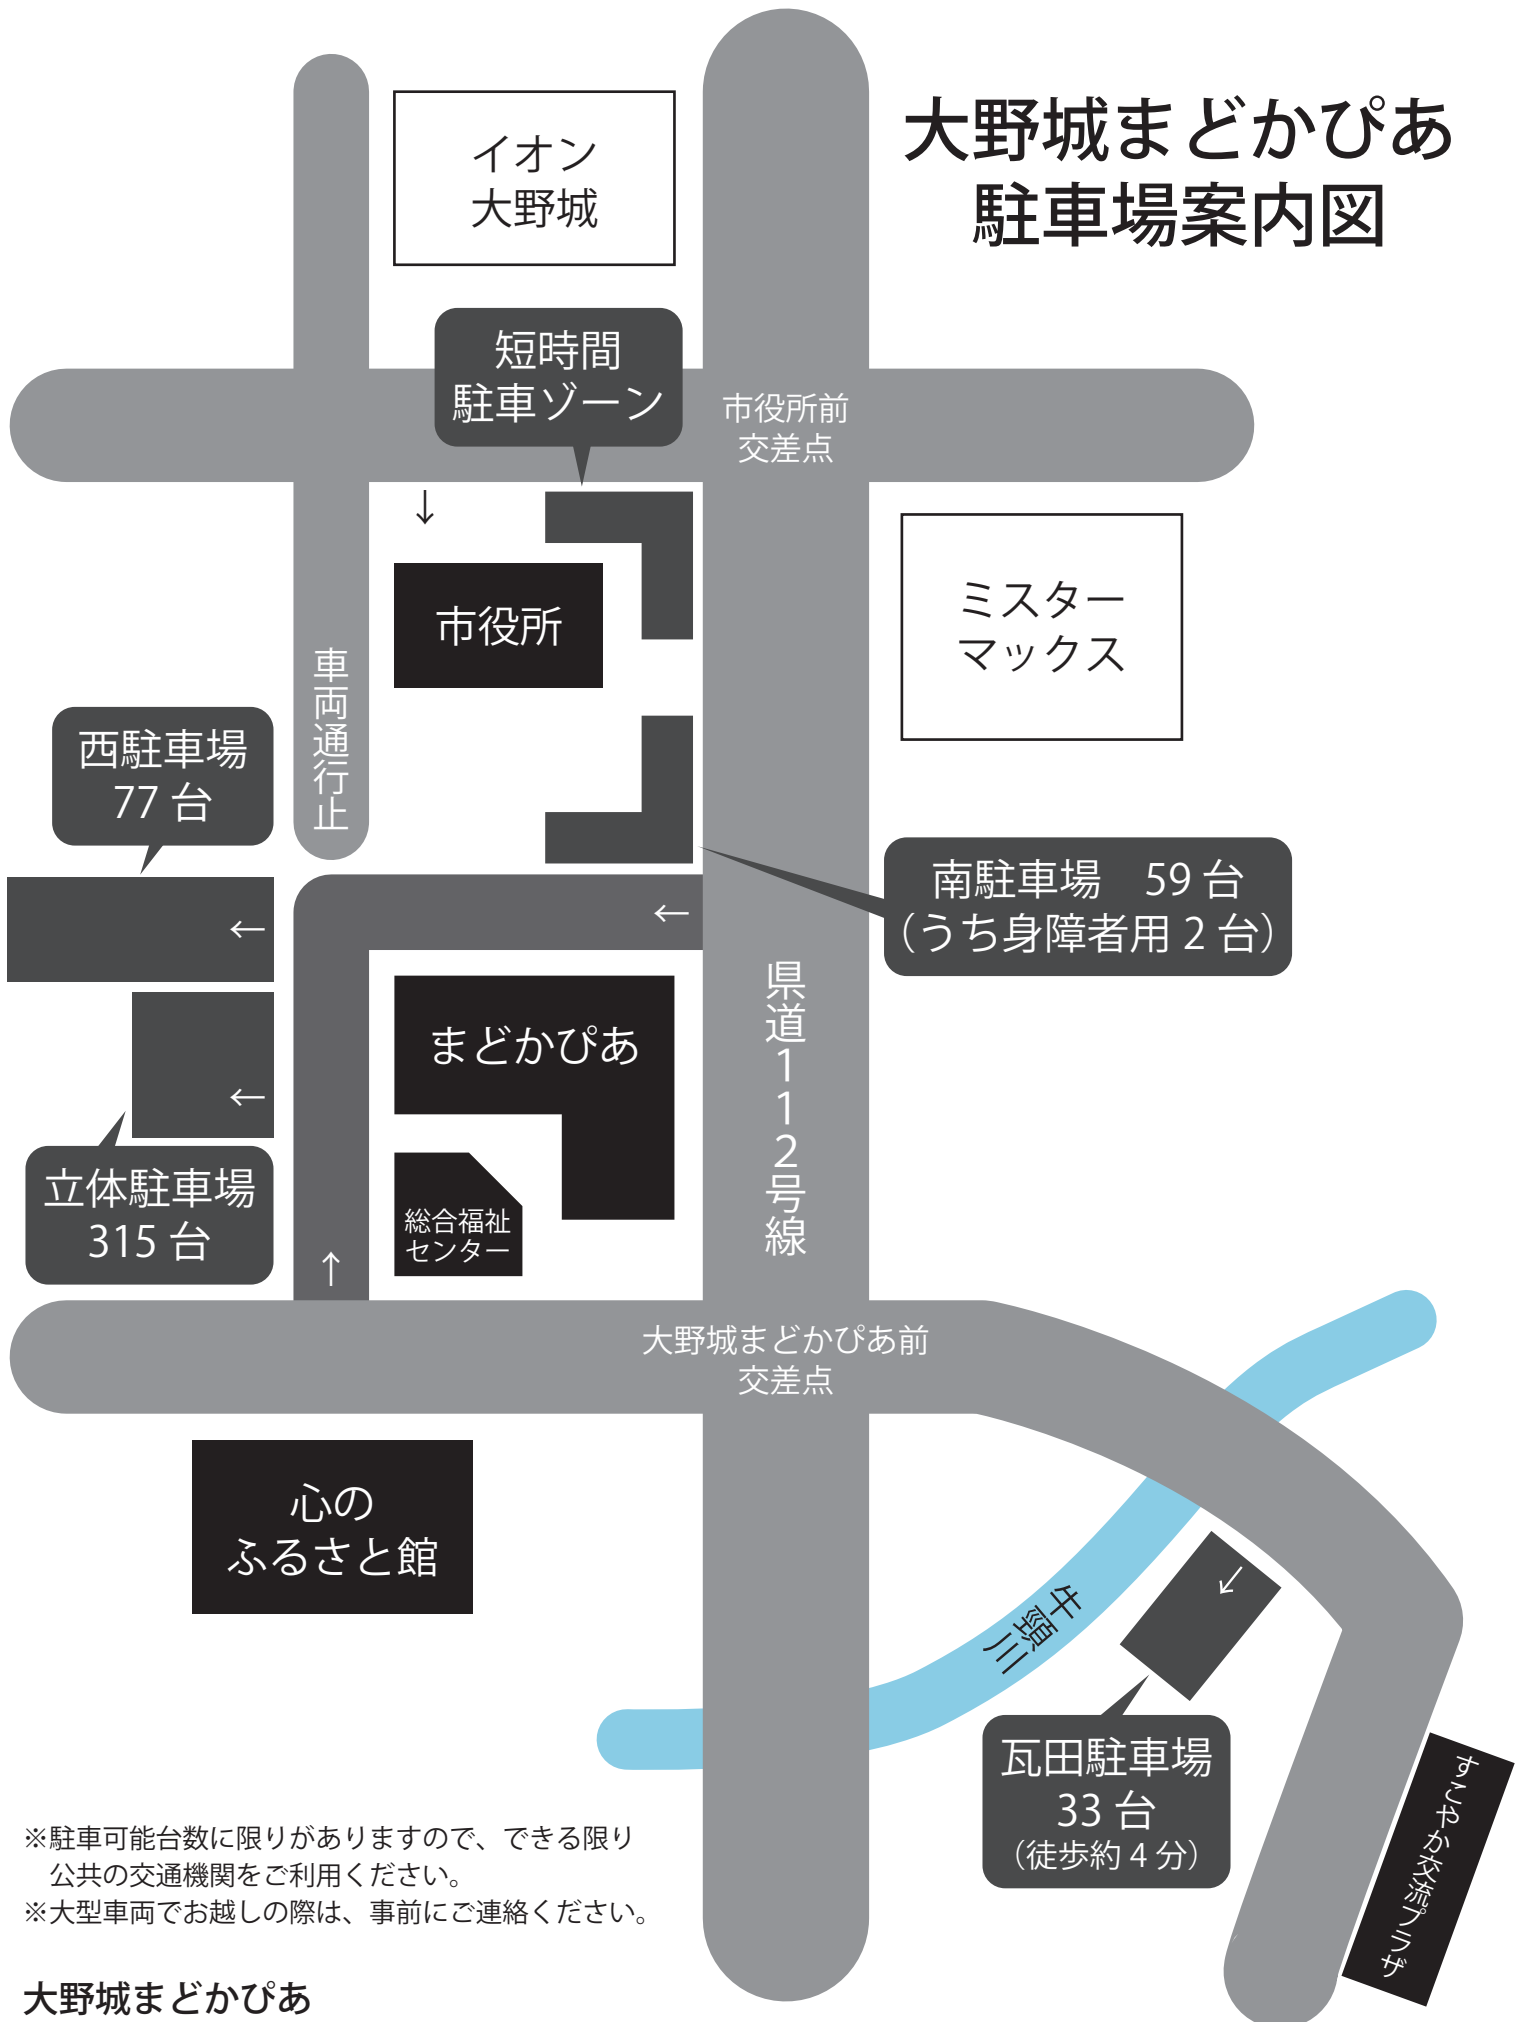 大野城まどかぴあ
駐車場案内図
イオン
大野城
短時間
駐車ゾーン
市役所前
交差点
↓
市役所
ミスター
マックス
車両通行止
西駐車場
77 台
←
南駐車場　59 台
（うち身障者用 2 台）
←
県道112号線
まどかぴあ
←
立体駐車場
315 台
総合福祉
センター
↑
大野城まどかぴあ前
交差点
心の
ふるさと館
牛頸川
←
瓦田駐車場
33 台
（徒歩約 4 分）
すこやか交流プラザ
※駐車可能台数に限りがありますので、できる限り
公共の交通機関をご利用ください。
※大型車両でお越しの際は、事前にご連絡ください。
大野城まどかぴあ